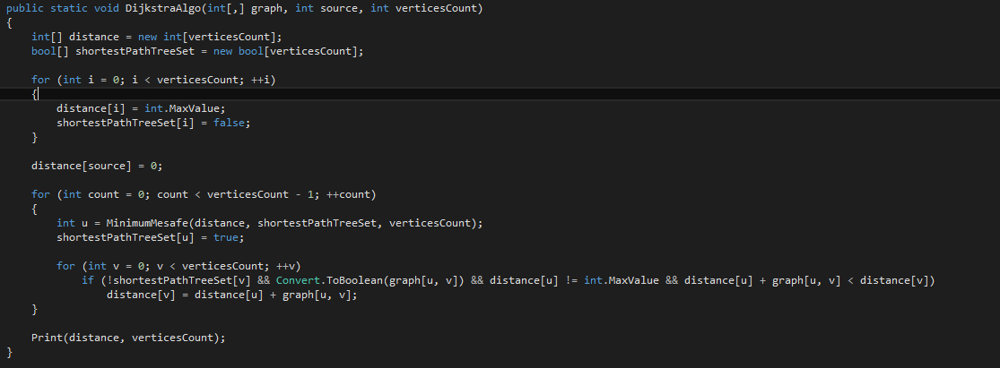 public static void DijkstraAlgo(int[,] graph, int source, int verticesCount)
{
    int[] distance = new int[verticesCount];
    bool[] shortestPathTreeSet = new bool[verticesCount];

    for (int i = 0; i < verticesCount; ++i)
    {
        distance[i] = int.MaxValue;
        shortestPathTreeSet[i] = false;
    }

    distance[source] = 0;

    for (int count = 0; count < verticesCount - 1; ++count)
    {
        int u = MinimumMesafe(distance, shortestPathTreeSet, verticesCount);
        shortestPathTreeSet[u] = true;

        for (int v = 0; v < verticesCount; ++v)
            if (!shortestPathTreeSet[v] && Convert.ToBoolean(graph[u, v]) && distance[u] != int.MaxValue && distance[u] + graph[u, v] < distance[v])
                distance[v] = distance[u] + graph[u, v];
    }

    Print(distance, verticesCount);
}